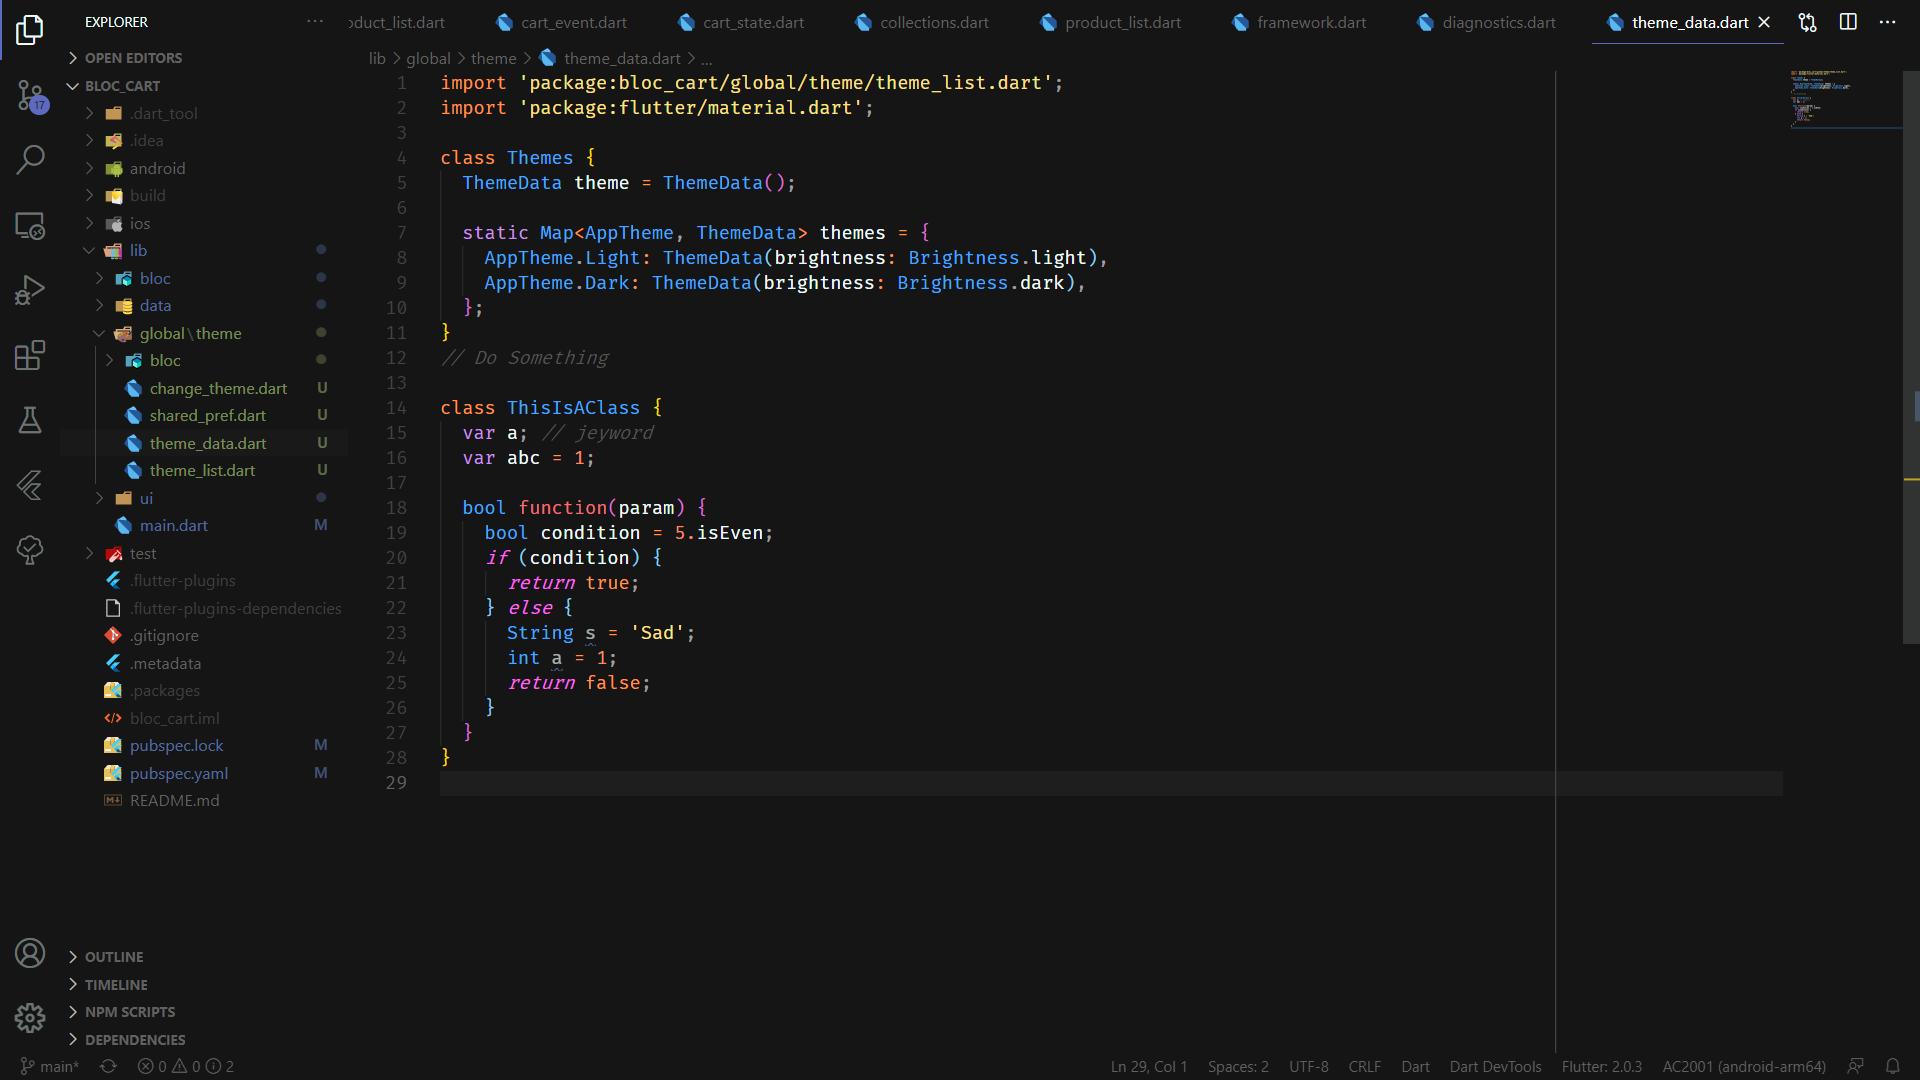 EXPLORER
OPEN EDITORS
BLOC_CART
.dart_tool
.idea
android
build
ios
lib
bloc
data
global\theme
bloc
change_theme.dart U
shared_pref.dart U
theme_data.dart U
theme_list.dart U
ui
main.dart M
test
.flutter-plugins
.flutter-plugins-dependencies
.gitignore
.metadata
.packages
bloc_cart.iml
pubspec.lock M
pubspec.yaml M
README.md
OUTLINE
TIMELINE
NPM SCRIPTS
DEPENDENCIES
17
oduct_list.dart cart_event.dart cart_state.dart collections.dart product_list.dart framework.dart diagnostics.dart theme_data.dart
lib > global > theme > theme_data.dart > ...
1 import 'package:bloc_cart/global/theme/theme_list.dart';
2 import 'package:flutter/material.dart';
3
4 class Themes {
5 ThemeData theme = ThemeData();
6
7 static Map<AppTheme, ThemeData> themes = {
8 AppTheme.Light: ThemeData(brightness: Brightness.light),
9 AppTheme.Dark: ThemeData(brightness: Brightness.dark),
10 };
11 }
12 // Do Something
13
14 class ThisIsAClass {
15 var a; // jeyword
16 var abc = 1;
17
18 bool function(param) {
19 bool condition = 5.isEven;
20 if (condition) {
21 return true;
22 } else {
23 String s = 'Sad';
24 int a = 1;
25 return false;
26 }
27 }
28 }
29
main* 0 0 2 Ln 29, Col 1 Spaces: 2 UTF-8 CRLF Dart Dart DevTools Flutter: 2.0.3 AC2001 (android-arm64)